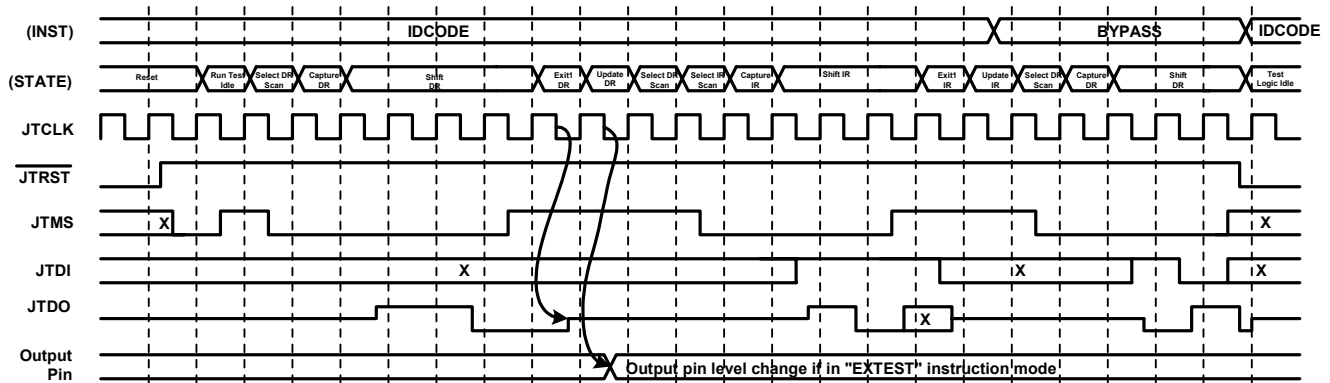 (INST) IDCODE BYPASS IDCODE
(STATE) Reset Run Test Idle Select DR Scan Capture DR Shift DR Exit1 DR Update DR Select DR Scan Select IR Scan Capture IR Shift IR Exit1 IR Update IR Select DR Scan Capture DR Shift DR Test Logic Idle
JTCLK
JTRST
JTMS X X
JTDI X X X
JTDO X
Output Pin Output pin level change if in "EXTEST" instruction mode